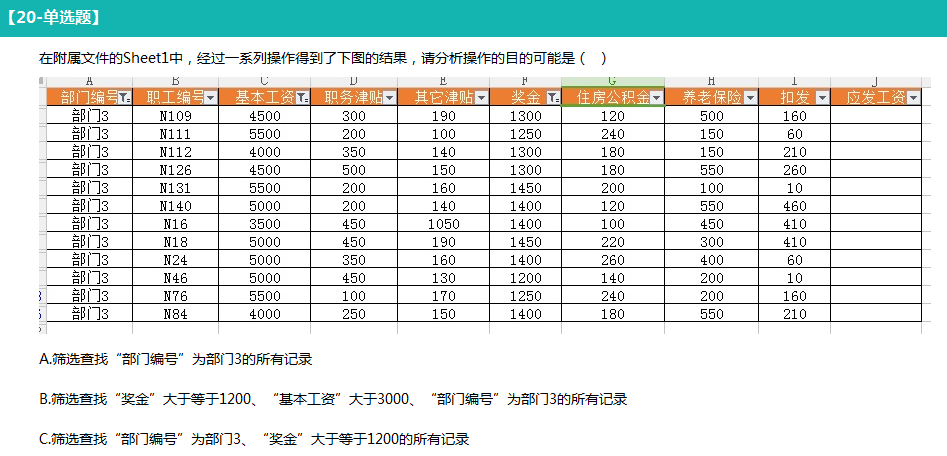 【20-单选题】
在附属文件的Sheet1中，经过一系列操作得到了下图的结果，请分析操作的目的可能是（　）
A B C D E F G H I J
部门编号 职工编号 基本工资 职务津贴 其它津贴 奖金 住房公积金 养老保险 扣发 应发工资
部门3 N109 4500 300 190 1300 120 500 160
部门3 N111 5500 200 100 1250 240 150 60
部门3 N112 4000 350 140 1300 180 150 210
部门3 N126 4500 500 150 1300 180 550 260
部门3 N131 5500 200 160 1450 200 100 10
部门3 N140 5000 200 140 1400 120 550 460
部门3 N16 3500 450 1050 1400 100 450 410
部门3 N18 5000 450 190 1450 220 300 410
部门3 N24 5000 350 160 1400 260 400 60
部门3 N46 5000 450 130 1200 140 200 10
部门3 N76 5500 100 170 1250 240 200 160
部门3 N84 4000 250 150 1400 180 550 210
A.筛选查找“部门编号”为部门3的所有记录
B.筛选查找“奖金”大于等于1200、“基本工资”大于3000、“部门编号”为部门3的所有记录
C.筛选查找“部门编号”为部门3、“奖金”大于等于1200的所有记录